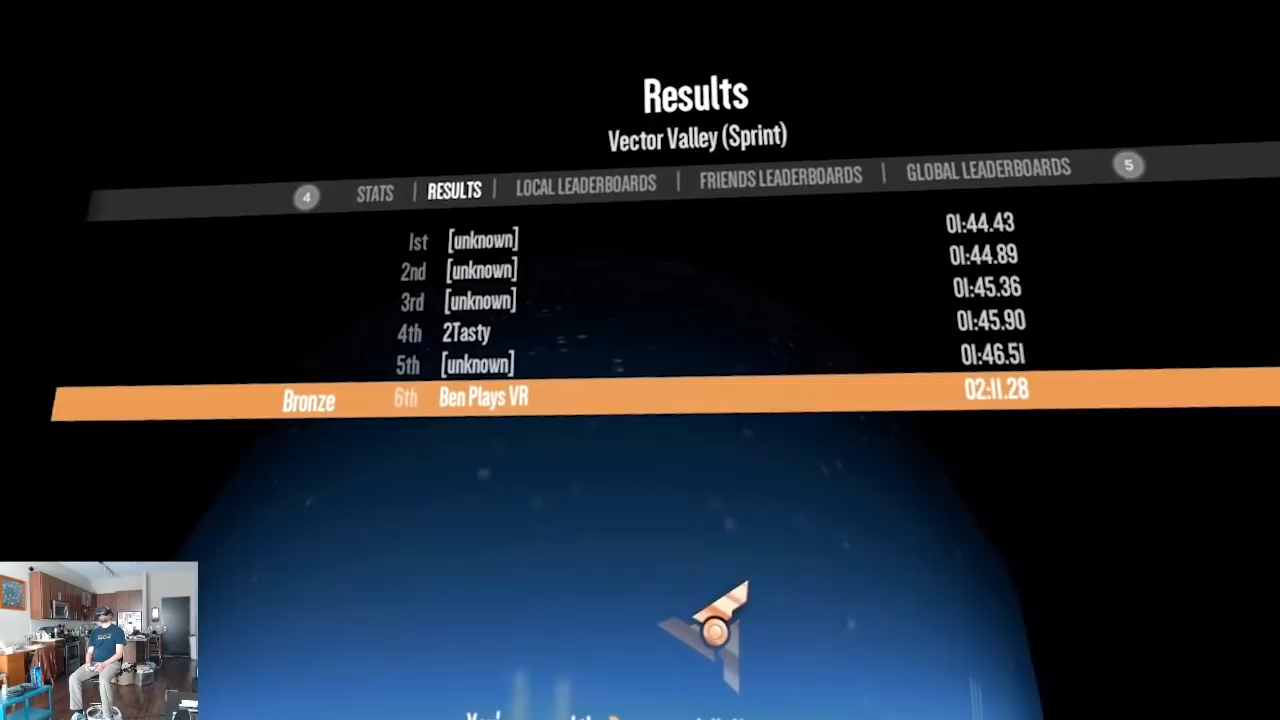 Results
Vector Valley (Sprint)
4 STATS | RESULTS | LOCAL LEADERBOARDS | FRIENDS LEADERBOARDS | GLOBAL LEADERBOARDS 5
1st [unknown] 01:44.43
2nd [unknown] 01:44.89
3rd [unknown] 01:45.36
4th 2Tasty 01:45.90
5th [unknown] 01:46.51
Bronze 6th Ben Plays VR 02:11.28